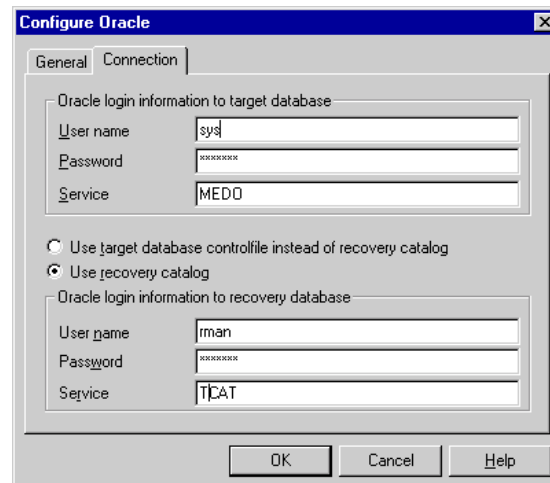 Configure Oracle
General Connection
Oracle login information to target database
User name sys
Password *******
Service MEDO
Use target database controlfile instead of recovery catalog
Use recovery catalog
Oracle login information to recovery database
User name rman
Password *******
Service TCAT
OK Cancel Help